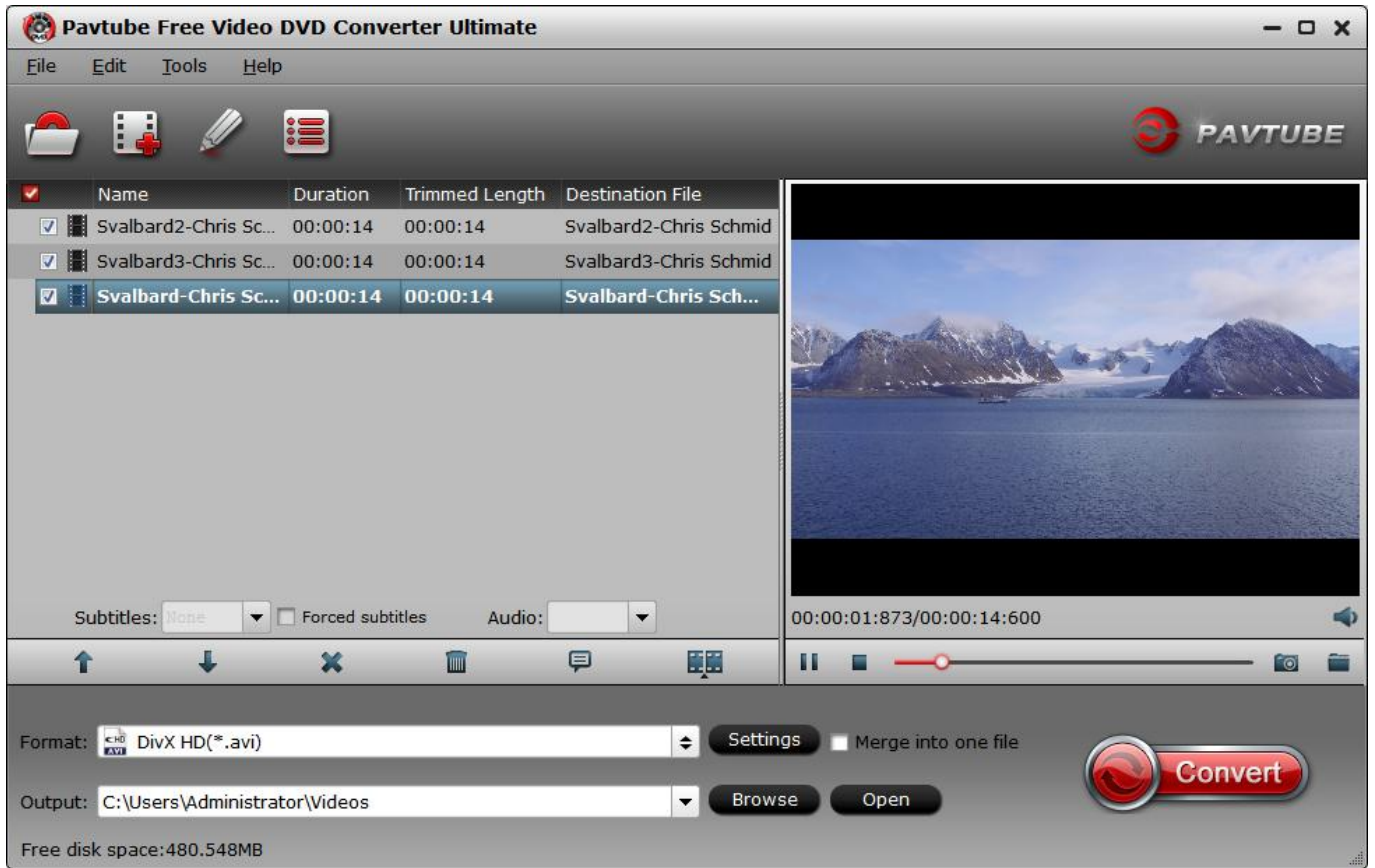 Pavtube Free Video DVD Converter Ultimate
File Edit Tools Help
PAVTUBE
Name Duration Trimmed Length Destination File
Svalbard2-Chris Sc... 00:00:14 00:00:14 Svalbard2-Chris Schmid
Svalbard3-Chris Sc... 00:00:14 00:00:14 Svalbard3-Chris Schmid
Svalbard-Chris Sc... 00:00:14 00:00:14 Svalbard-Chris Sch...
Subtitles: None Forced subtitles Audio:
00:00:01:873/00:00:14:600
Format: HD AVI DivX HD(*.avi) Settings Merge into one file
Convert
Output: C:\Users\Administrator\Videos Browse Open
Free disk space:480.548MB